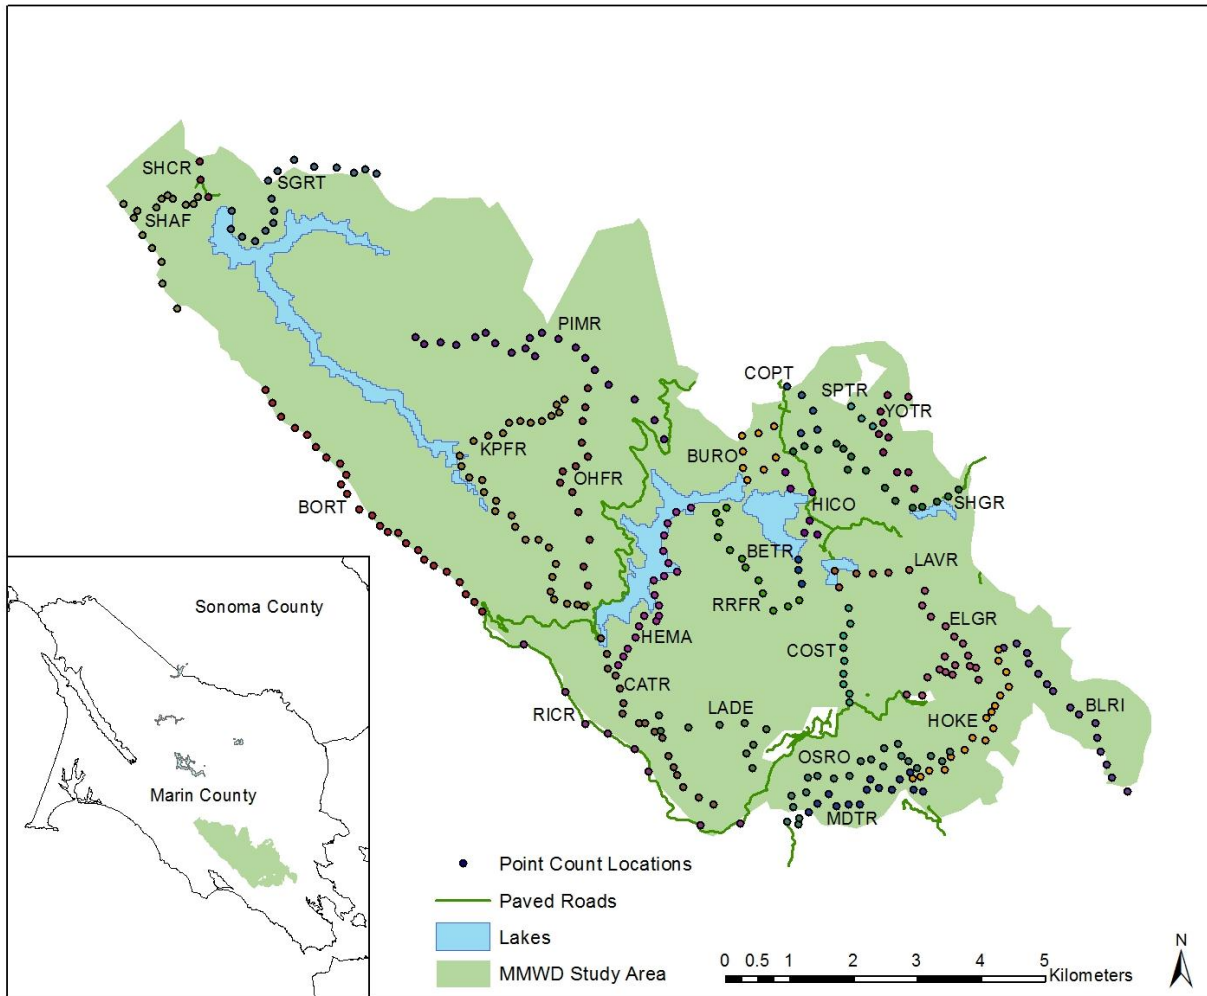 SHCR
SGRT
SHAF
PIMR
COPT
SPTR
YOTR
KPFR
BURO
OHFR
BORT
HICO
SHGR
BETR
LAVR
RRFR
ELGR
HEMA
COST
CATR
RICR
LADE
HOKE
BLRI
OSRO
MDTR
Sonoma County
Marin County
Point Count Locations
Paved Roads
Lakes
MMWD Study Area
0 0.5 1 2 3 4 5
Kilometers
N